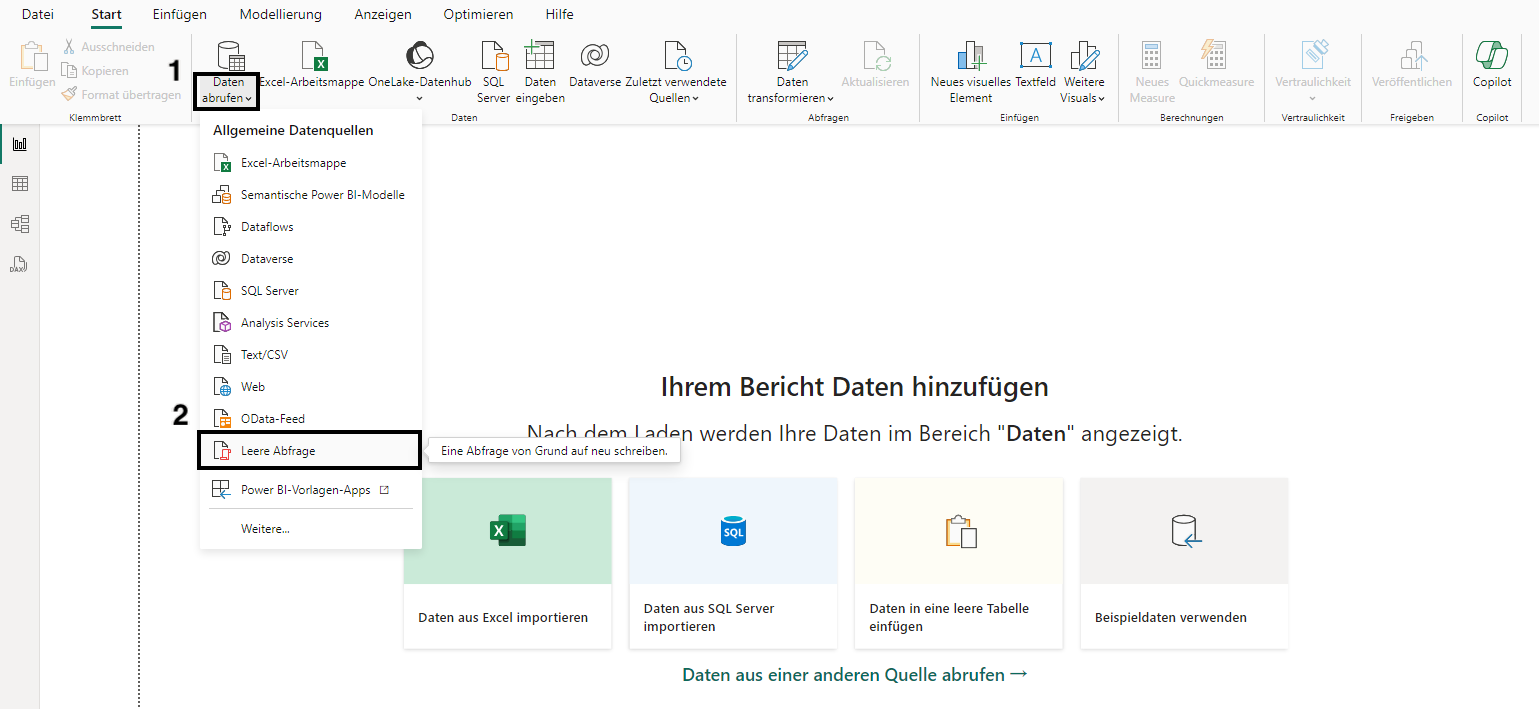 Datei Start Einfügen Modellierung Anzeigen Optimieren Hilfe
Einfügen
Ausschneiden
Kopieren
Format übertragen
Klemmbrett
1
Daten
abrufen
Excel-Arbeitsmappe
OneLake-Datenhub
SQL
Server
Daten
eingeben
Dataverse
Zuletzt verwendete
Quellen
Daten
Daten
transformieren
Aktualisieren
Abfragen
Neues visuelles
Element
Textfeld
A
Weitere
Visuals
Einfügen
Neues
Measure
Quickmeasure
Berechnungen
Vertraulichkeit
Vertraulichkeit
Veröffentlichen
Freigeben
Copilot
Copilot
DAX
Allgemeine Datenquellen
Excel-Arbeitsmappe
Semantische Power BI-Modelle
Dataflows
Dataverse
SQL Server
Analysis Services
Text/CSV
Web
OData-Feed
2
Leere Abfrage
Eine Abfrage von Grund auf neu schreiben.
Power BI-Vorlagen-Apps
Weitere...
Ihrem Bericht Daten hinzufügen
Nach dem Laden werden Ihre Daten im Bereich "Daten" angezeigt.
X
SQL
Daten aus Excel importieren
Daten aus SQL Server
importieren
Daten in eine leere Tabelle
einfügen
Beispieldaten verwenden
Daten aus einer anderen Quelle abrufen →